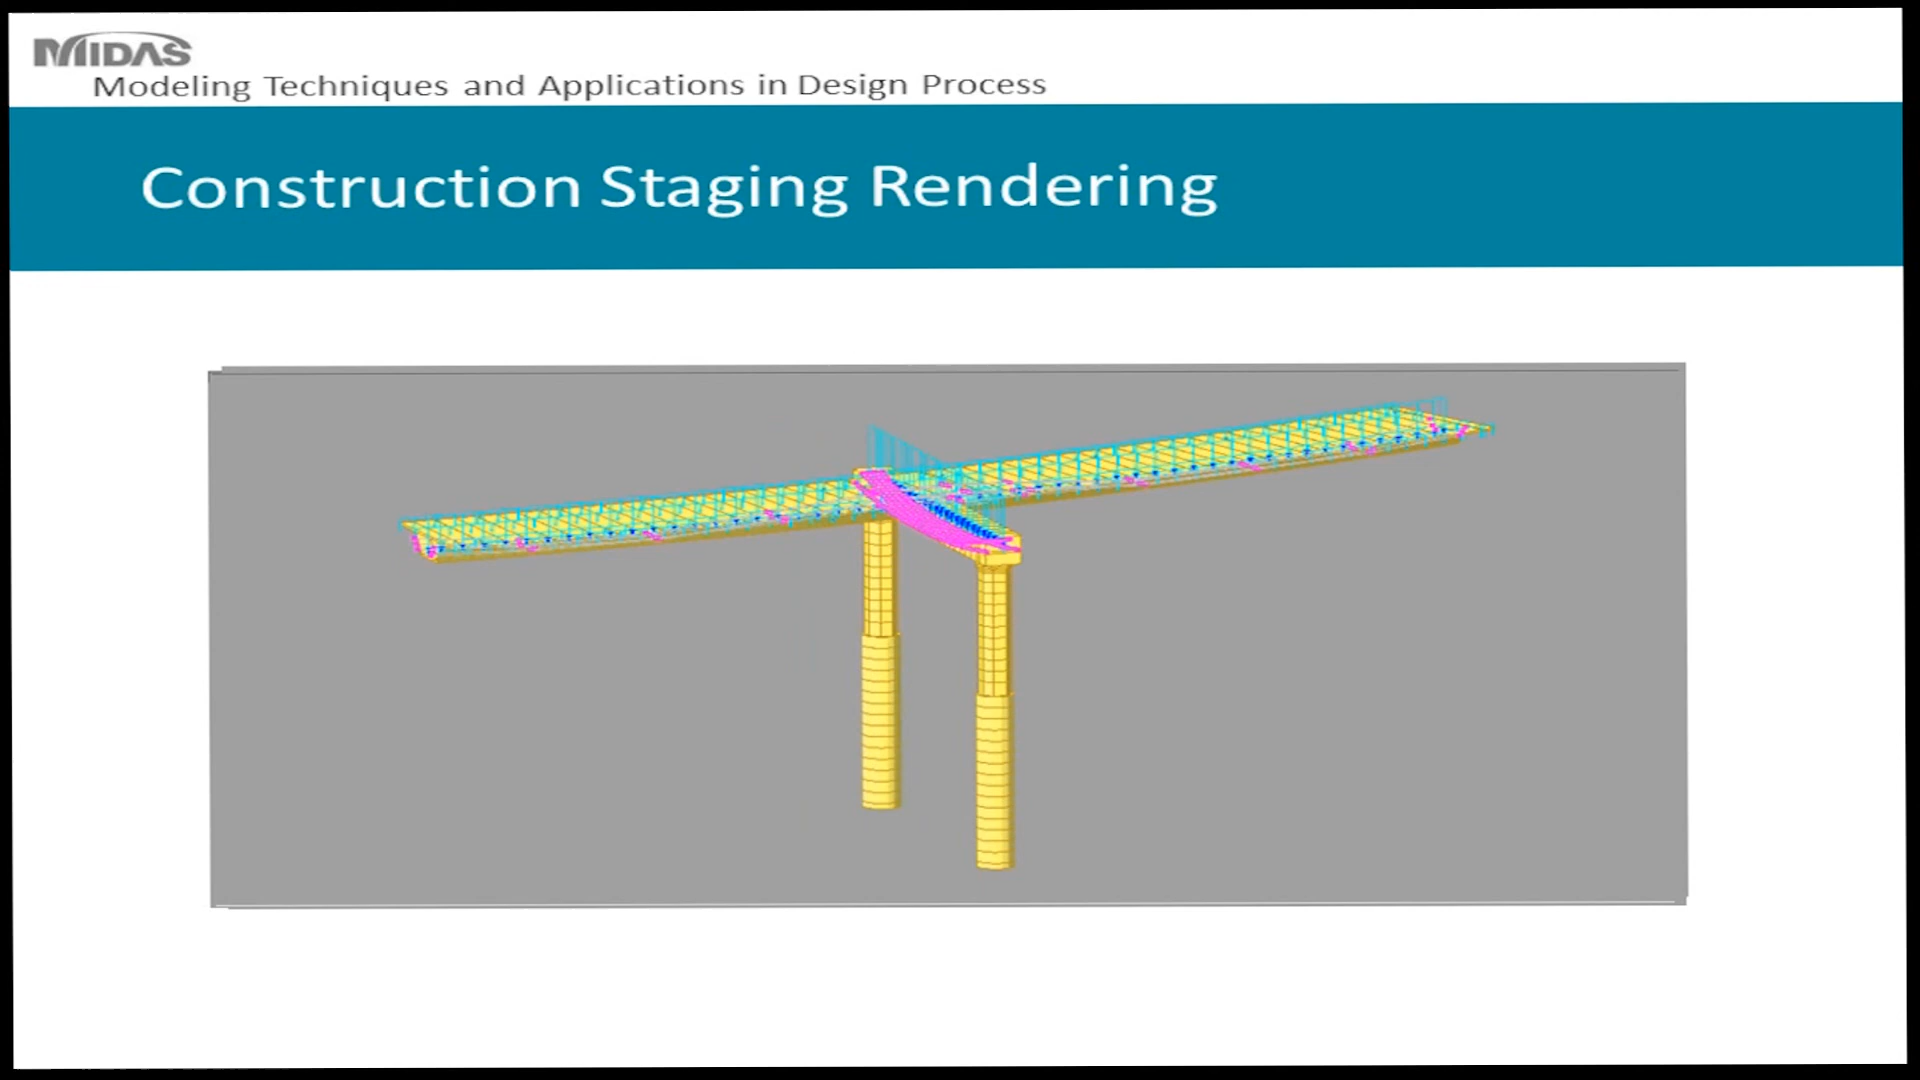 MIDAS
Modeling Techniques and Applications in Design Process
Construction Staging Rendering